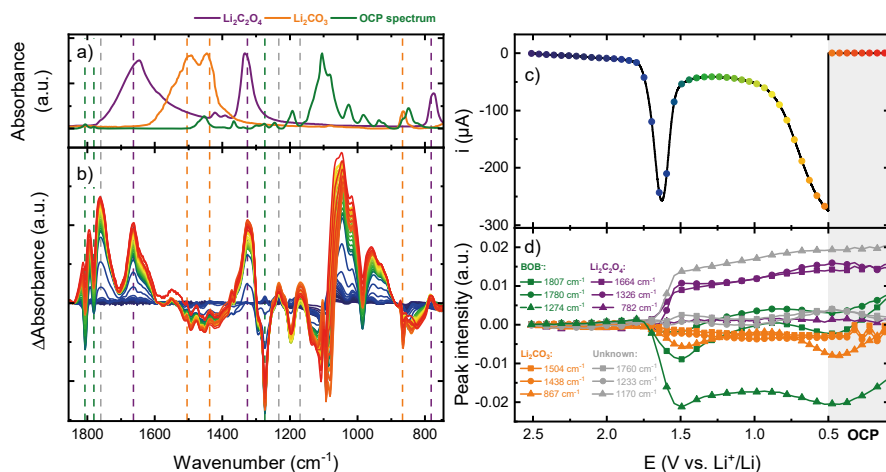 Li₂C₂O₄ Li₂CO₃ OCP spectrum
a)
Absorbance
(a.u.)
b)
ΔAbsorbance (a.u.)
1800 1600 1400 1200 1000 800
Wavenumber (cm⁻¹)
c)
i (μA)
0
-100
-200
-300
d)
Peak intensity (a.u.)
0.02
0.01
0.00
-0.01
-0.02
BOB⁻:
1807 cm⁻¹
1780 cm⁻¹
1274 cm⁻¹
Li₂C₂O₄:
1664 cm⁻¹
1326 cm⁻¹
782 cm⁻¹
Li₂CO₃:
1504 cm⁻¹
1438 cm⁻¹
867 cm⁻¹
Unknown:
1760 cm⁻¹
1233 cm⁻¹
1170 cm⁻¹
2.5 2.0 1.5 1.0 0.5 OCP
E (V vs. Li⁺/Li)